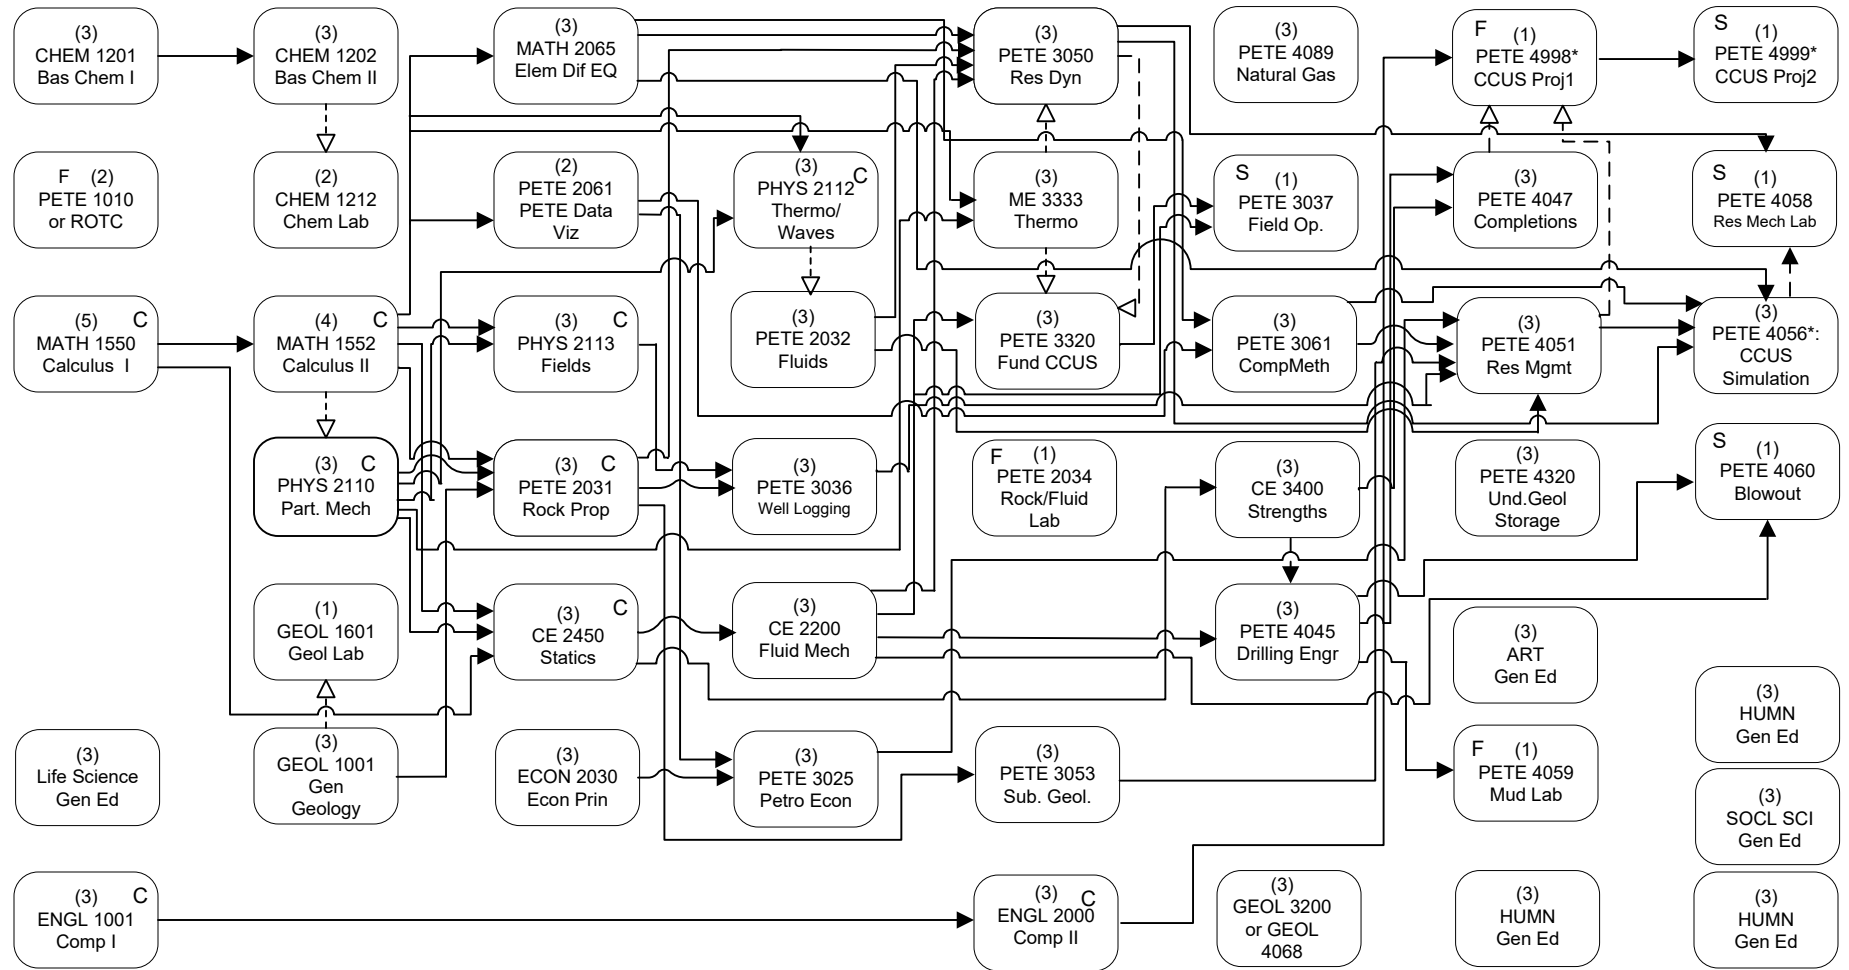 (3)
CHEM 1201
Bas Chem I
F (2)
PETE 1010
or ROTC
(5) C
MATH 1550
Calculus I
(3)
Life Science
Gen Ed
(3) C
ENGL 1001
Comp I
(3)
CHEM 1202
Bas Chem II
(2)
CHEM 1212
Chem Lab
(4) C
MATH 1552
Calculus II
(3) C
PHYS 2110
Part. Mech
(1)
GEOL 1601
Geol Lab
(3)
GEOL 1001
Gen
Geology
(3)
MATH 2065
Elem Dif EQ
(2)
PETE 2061
PETE Data
Viz
(3) C
PHYS 2113
Fields
(3) C
PETE 2031
Rock Prop
(3) C
CE 2450
Statics
(3)
ECON 2030
Econ Prin
(3) C
PHYS 2112
Thermo/
Waves
(3)
PETE 2032
Fluids
(3)
PETE 3036
Well Logging
(3)
CE 2200
Fluid Mech
(3)
PETE 3025
Petro Econ
(3)
PETE 3050
Res Dyn
(3)
ME 3333
Thermo
(3)
PETE 3320
Fund CCUS
F (1)
PETE 2034
Rock/Fluid
Lab
(3)
PETE 3053
Sub. Geol.
(3) C
ENGL 2000
Comp II
(3)
PETE 4089
Natural Gas
S (1)
PETE 3037
Field Op.
(3)
PETE 3061
CompMeth
(3)
CE 3400
Strengths
(3)
PETE 4045
Drilling Engr
(3)
GEOL 3200
or GEOL
4068
F (1)
PETE 4998*
CCUS Proj1
(3)
PETE 4047
Completions
(3)
PETE 4051
Res Mgmt
(3)
PETE 4320
Und.Geol
Storage
(3)
ART
Gen Ed
F (1)
PETE 4059
Mud Lab
(3)
HUMN
Gen Ed
S (1)
PETE 4999*
CCUS Proj2
S (1)
PETE 4058
Res Mech Lab
(3)
PETE 4056*:
CCUS
Simulation
S (1)
PETE 4060
Blowout
(3)
HUMN
Gen Ed
(3)
SOCL SCI
Gen Ed
(3)
HUMN
Gen Ed